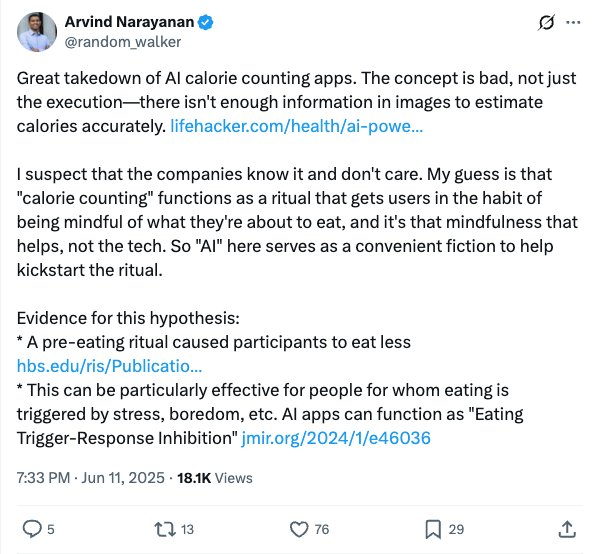 Arvind Narayanan
@random_walker
Great takedown of AI calorie counting apps. The concept is bad, not just
the execution—there isn't enough information in images to estimate
calories accurately. lifehacker.com/health/ai-powe...
I suspect that the companies know it and don't care. My guess is that
"calorie counting" functions as a ritual that gets users in the habit of
being mindful of what they're about to eat, and it's that mindfulness that
helps, not the tech. So "AI" here serves as a convenient fiction to help
kickstart the ritual.
Evidence for this hypothesis:
* A pre-eating ritual caused participants to eat less
hbs.edu/ris/Publicatio...
* This can be particularly effective for people for whom eating is
triggered by stress, boredom, etc. AI apps can function as "Eating
Trigger-Response Inhibition" jmir.org/2024/1/e46036
7:33 PM · Jun 11, 2025 · 18.1K Views
5 13 76 29